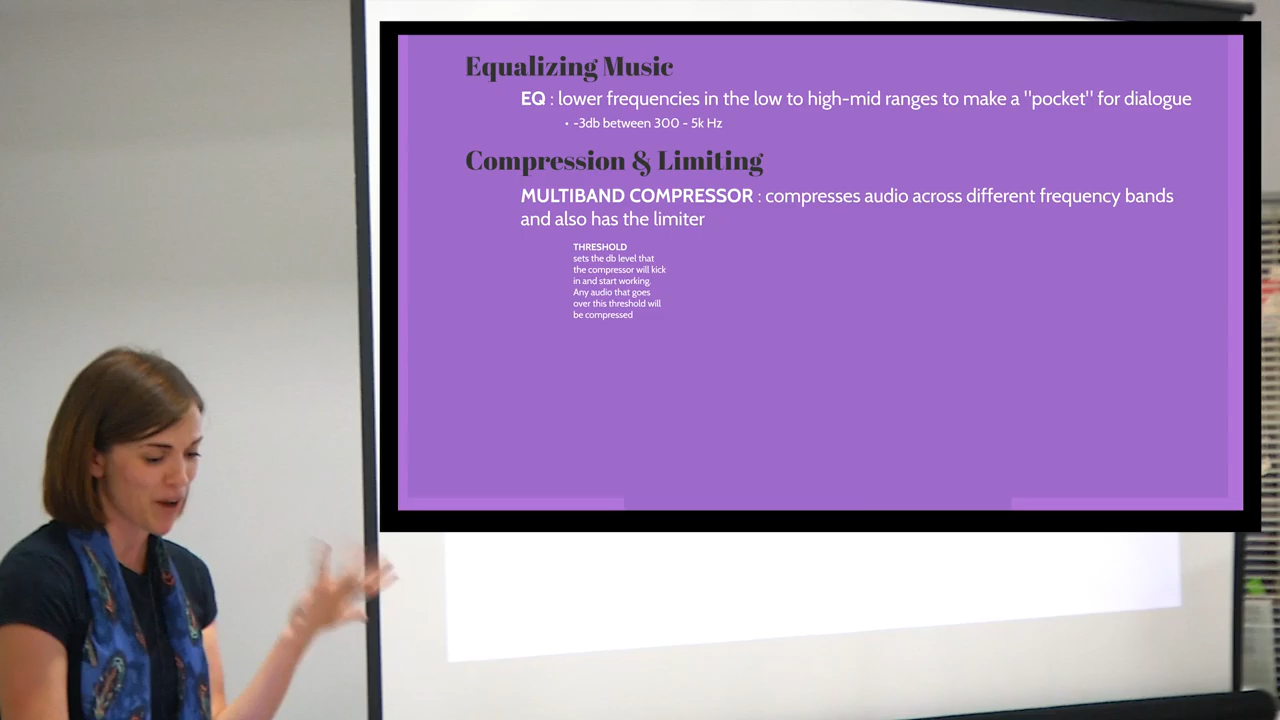 Equalizing Music
EQ : lower frequencies in the low to high-mid ranges to make a "pocket" for dialogue
• -3db between 300 - 5k Hz
Compression & Limiting
MULTIBAND COMPRESSOR : compresses audio across different frequency bands
and also has the limiter
THRESHOLD
sets the db level that
the compressor will kick
in and start working.
Any audio that goes
over this threshold will
be compressed